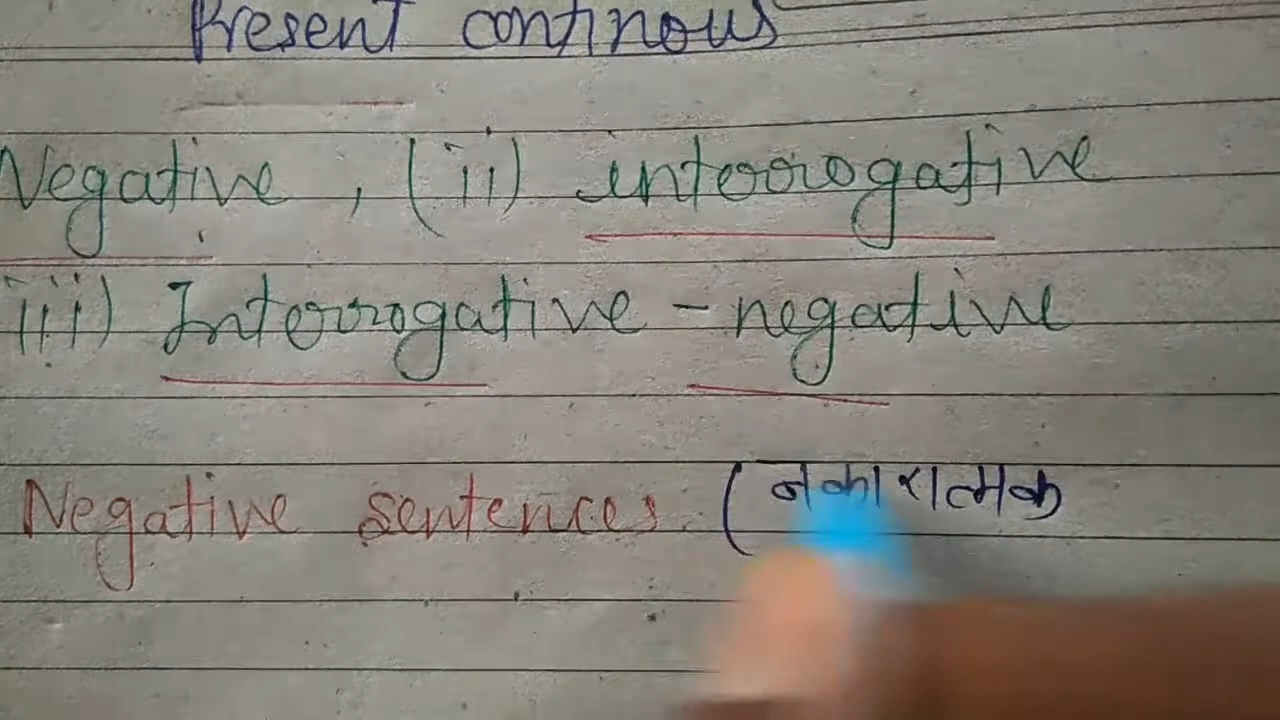 Present continous
Negative , (ii) interrogative
iii) Interrogative - negative
Negative sentences. (नकारात्मक